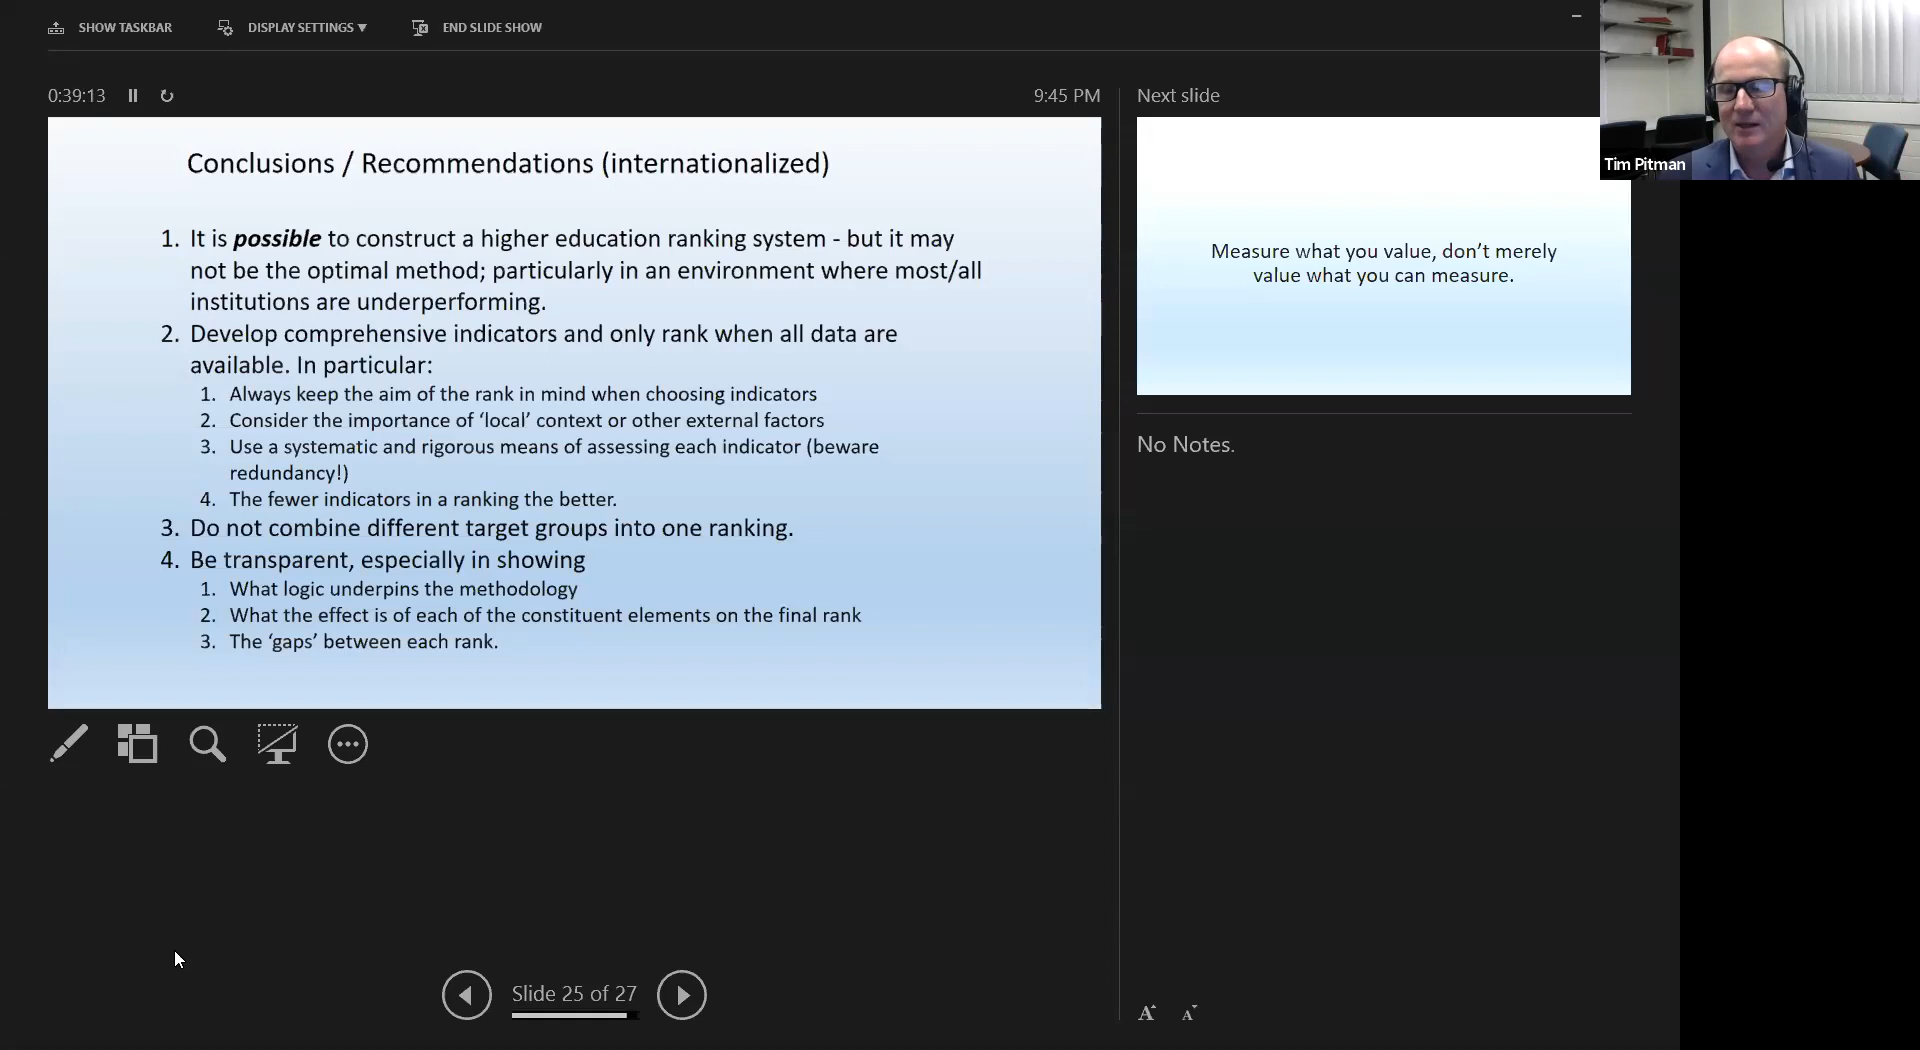 SHOW TASKBAR
DISPLAY SETTINGS ▼
END SLIDE SHOW
0:39:13
9:45 PM
Conclusions / Recommendations (internationalized)
1. It is possible to construct a higher education ranking system - but it may
not be the optimal method; particularly in an environment where most/all
institutions are underperforming.
2. Develop comprehensive indicators and only rank when all data are
available. In particular:
1. Always keep the aim of the rank in mind when choosing indicators
2. Consider the importance of ‘local’ context or other external factors
3. Use a systematic and rigorous means of assessing each indicator (beware
redundancy!)
4. The fewer indicators in a ranking the better.
3. Do not combine different target groups into one ranking.
4. Be transparent, especially in showing
1. What logic underpins the methodology
2. What the effect is of each of the constituent elements on the final rank
3. The ‘gaps’ between each rank.
Slide 25 of 27
Next slide
Measure what you value, don’t merely
value what you can measure.
No Notes.
A A
Tim Pitman